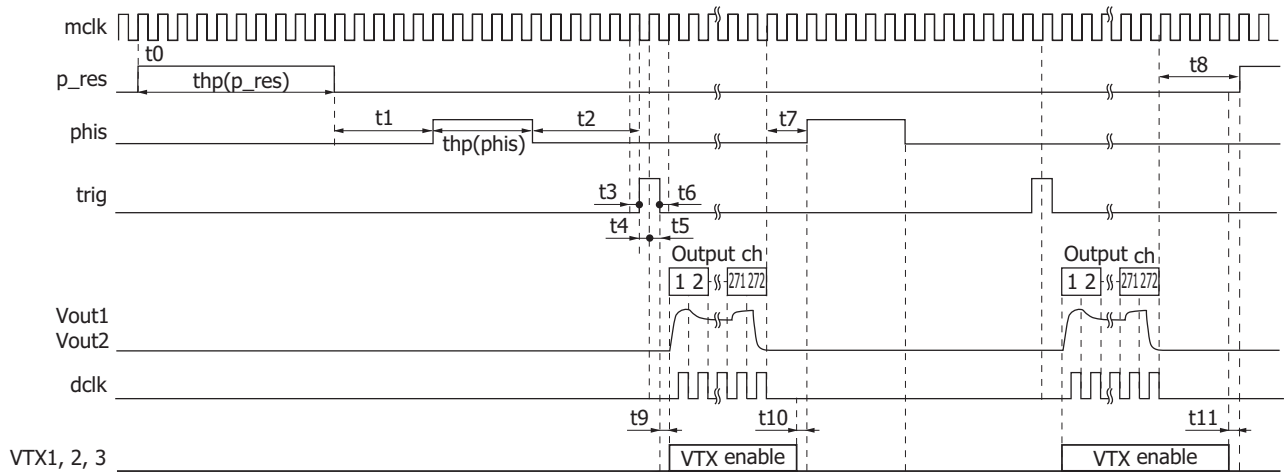 mclk
t0
p_res
thp(p_res)
t8
phis
t1
t2
t7
thp(phis)
trig
t3
t6
t4
t5
Output ch
Output ch
1 2
271 272
1 2
271 272
Vout1
Vout2
dclk
t9
t10
t11
VTX1, 2, 3
VTX enable
VTX enable